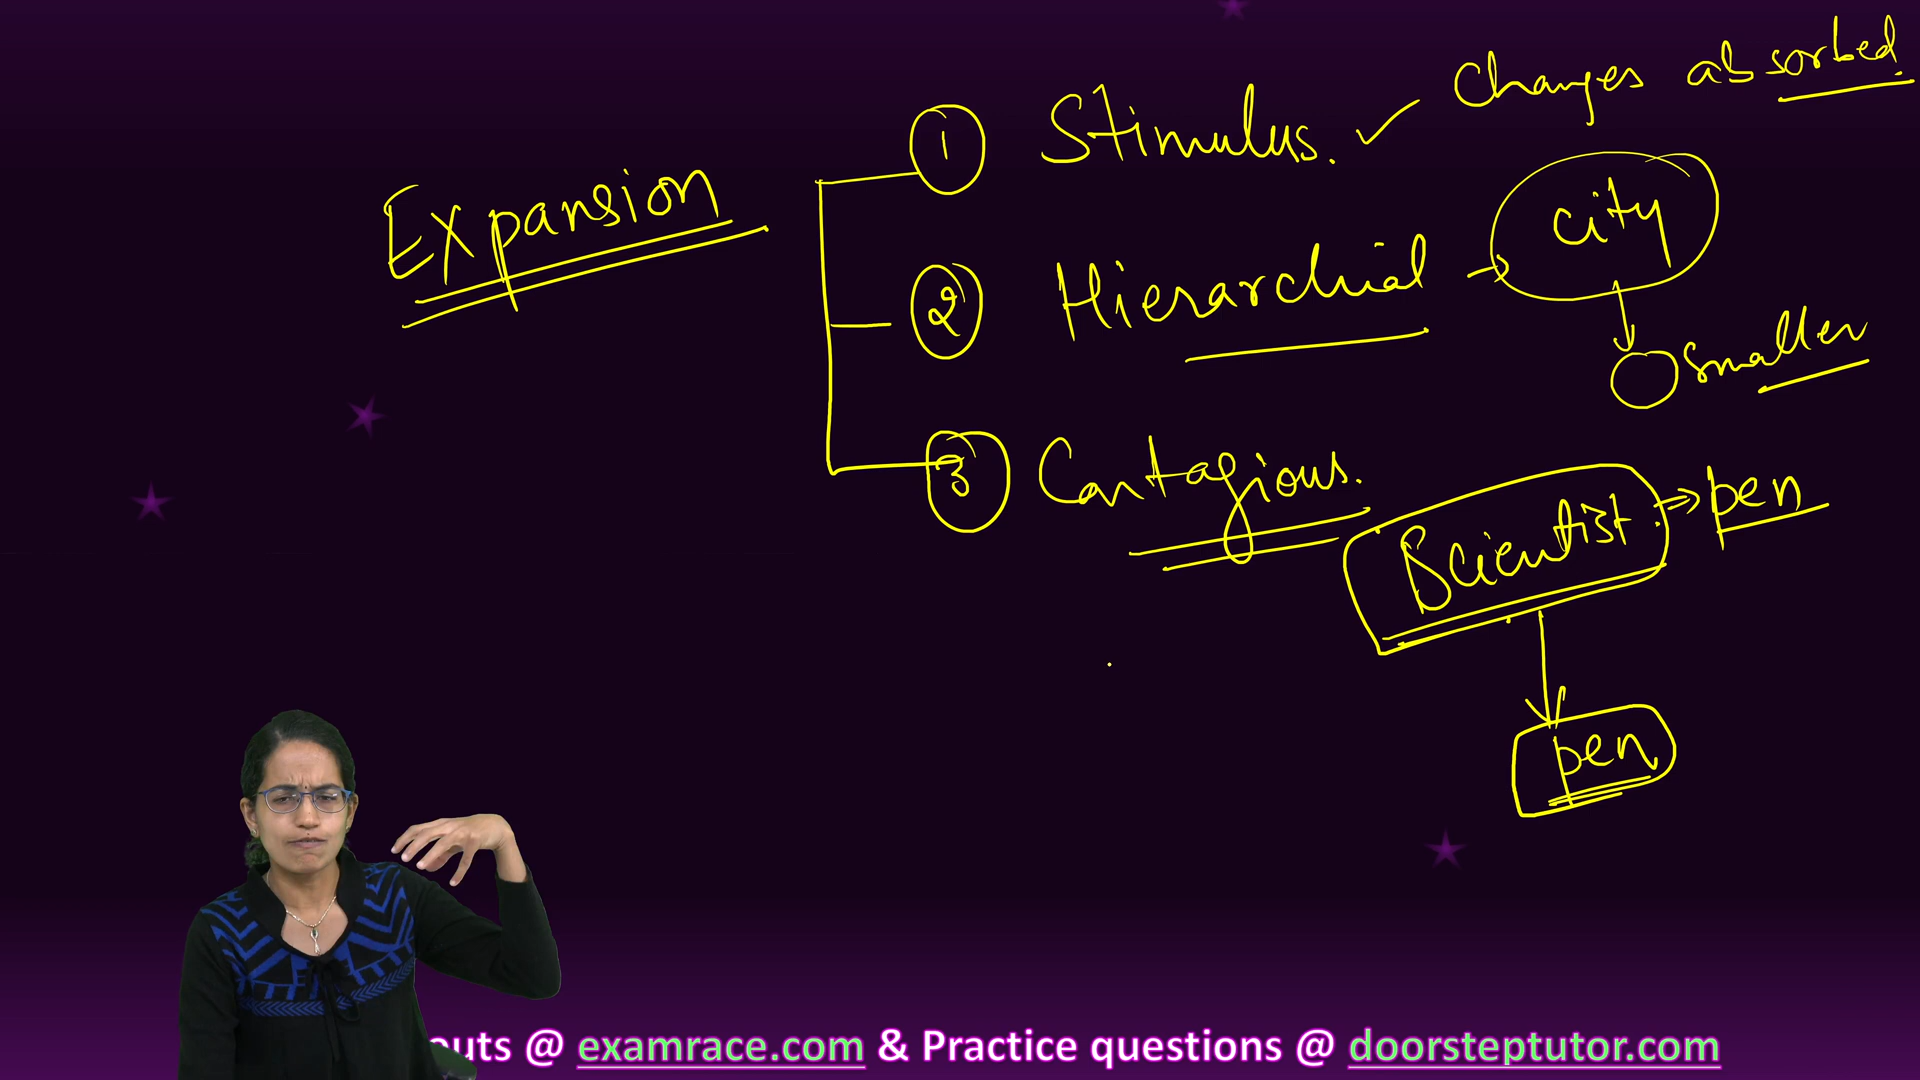 Expansion
1 Stimulus. ✓ Changes absorbed.
2 Hierarchial → city
smaller
3 Contagious.
Scientist → pen
pen
outs @ examrace.com & Practice questions @ doorsteptutor.com